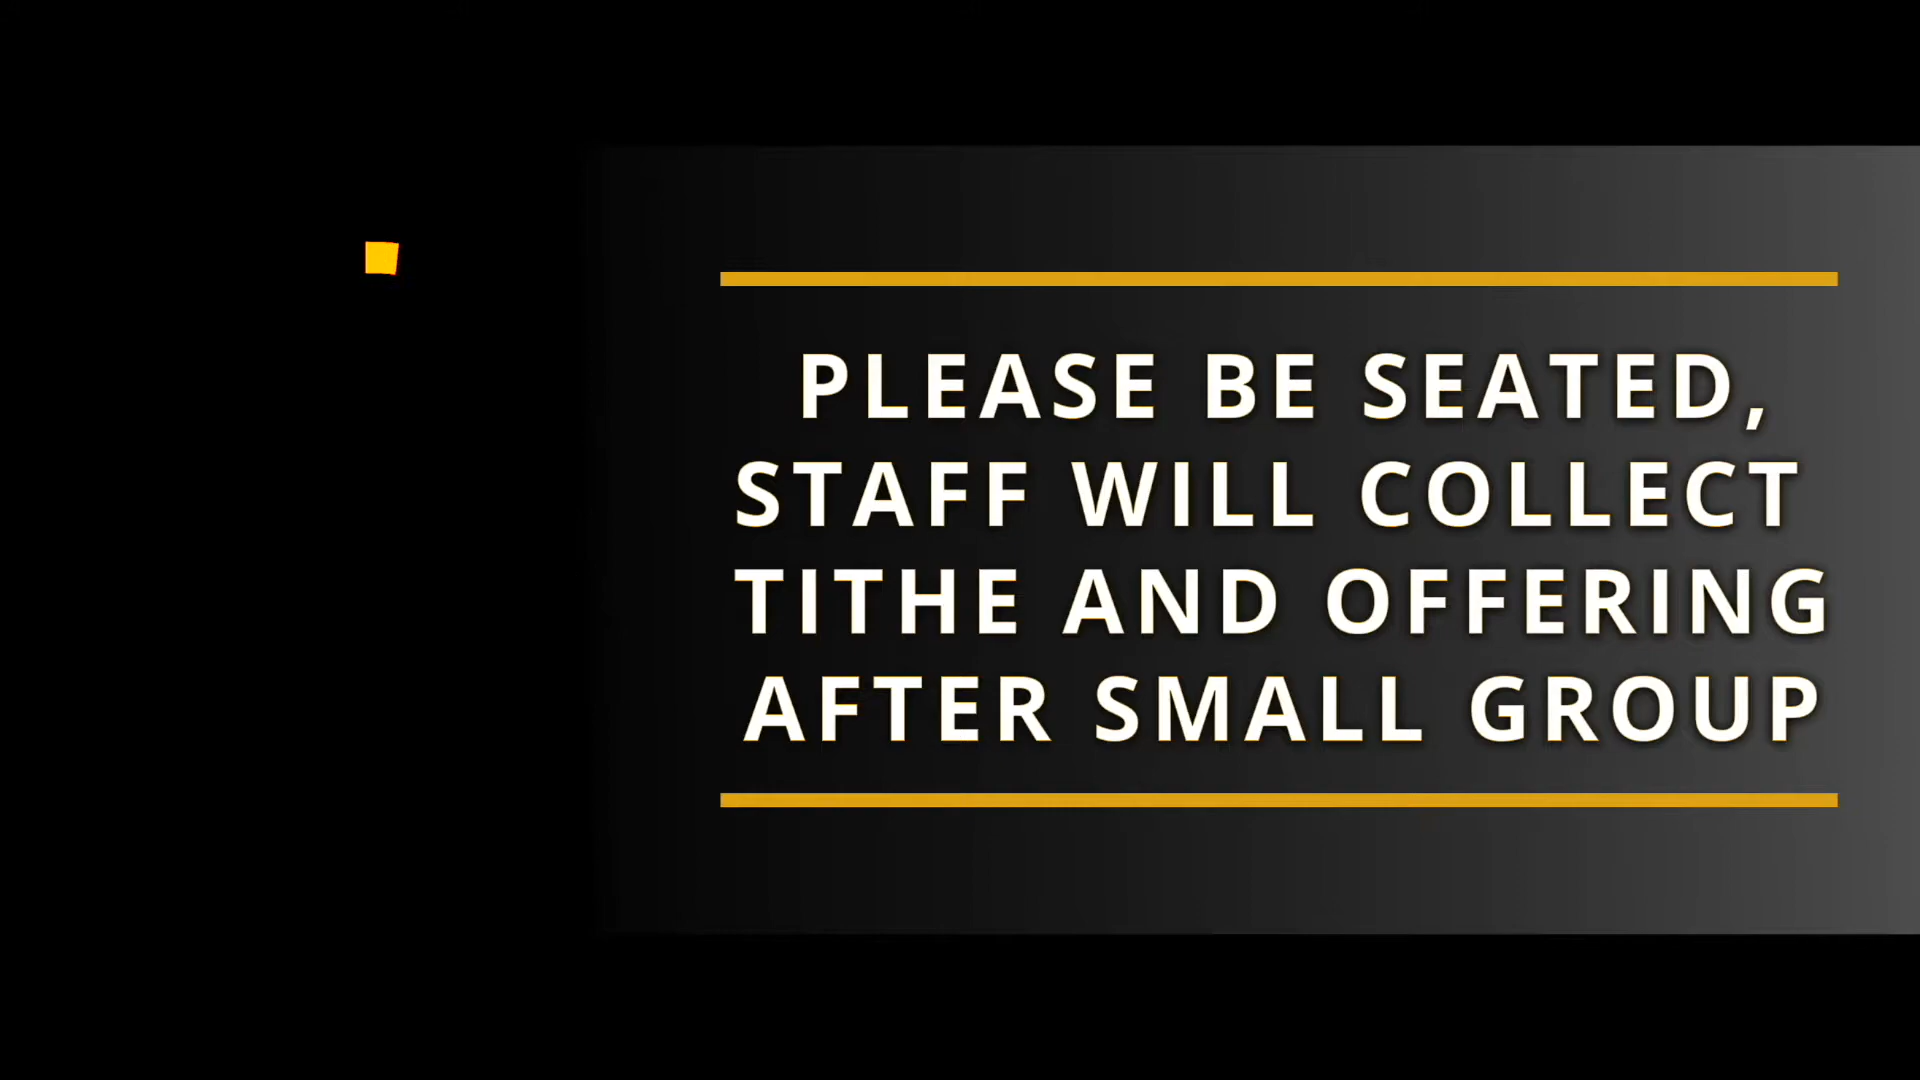 PLEASE BE SEATED,
STAFF WILL COLLECT
TITHE AND OFFERING
AFTER SMALL GROUP